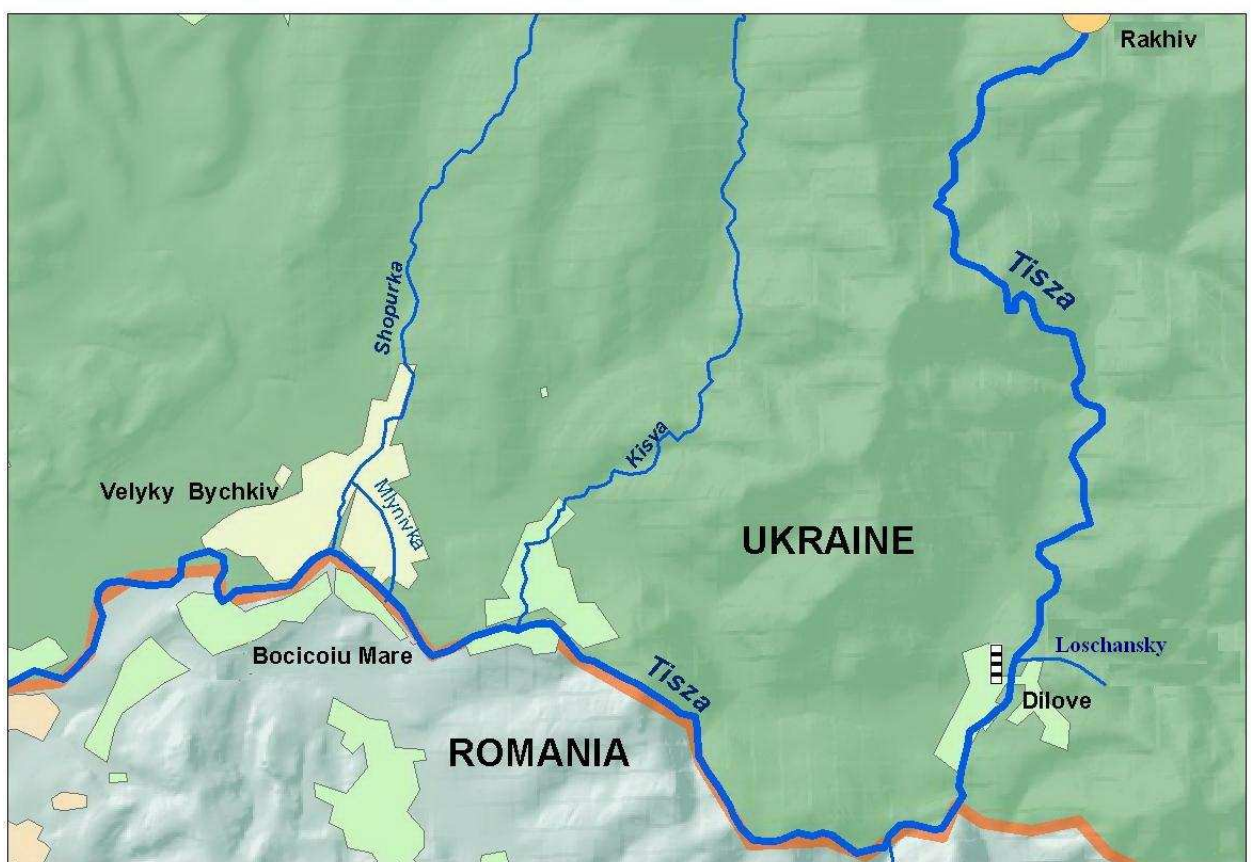 Rakhiv
Tisza
Shopurka
Kisva
Velyky Bychkiv
Mlynivka
UKRAINE
Loschansky
Bocicoiu Mare
Tisza
Dilove
ROMANIA